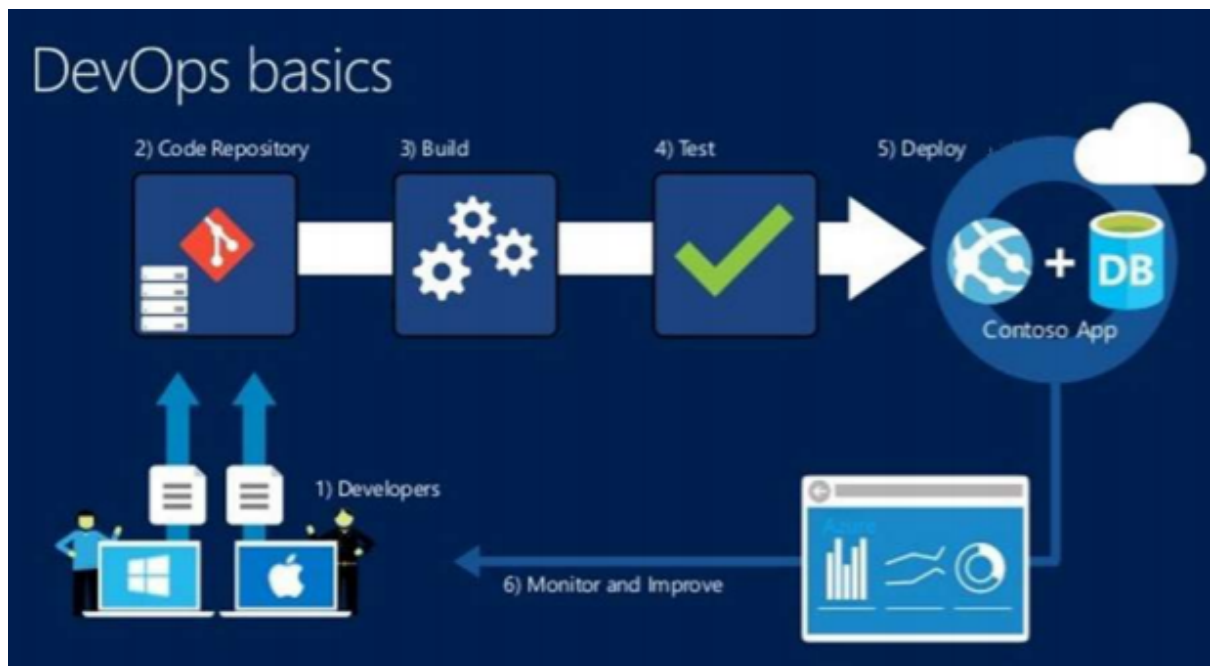 DevOps basics
2) Code Repository
3) Build
4) Test
5) Deploy
DB
Contoso App
1) Developers
Azure
6) Monitor and Improve